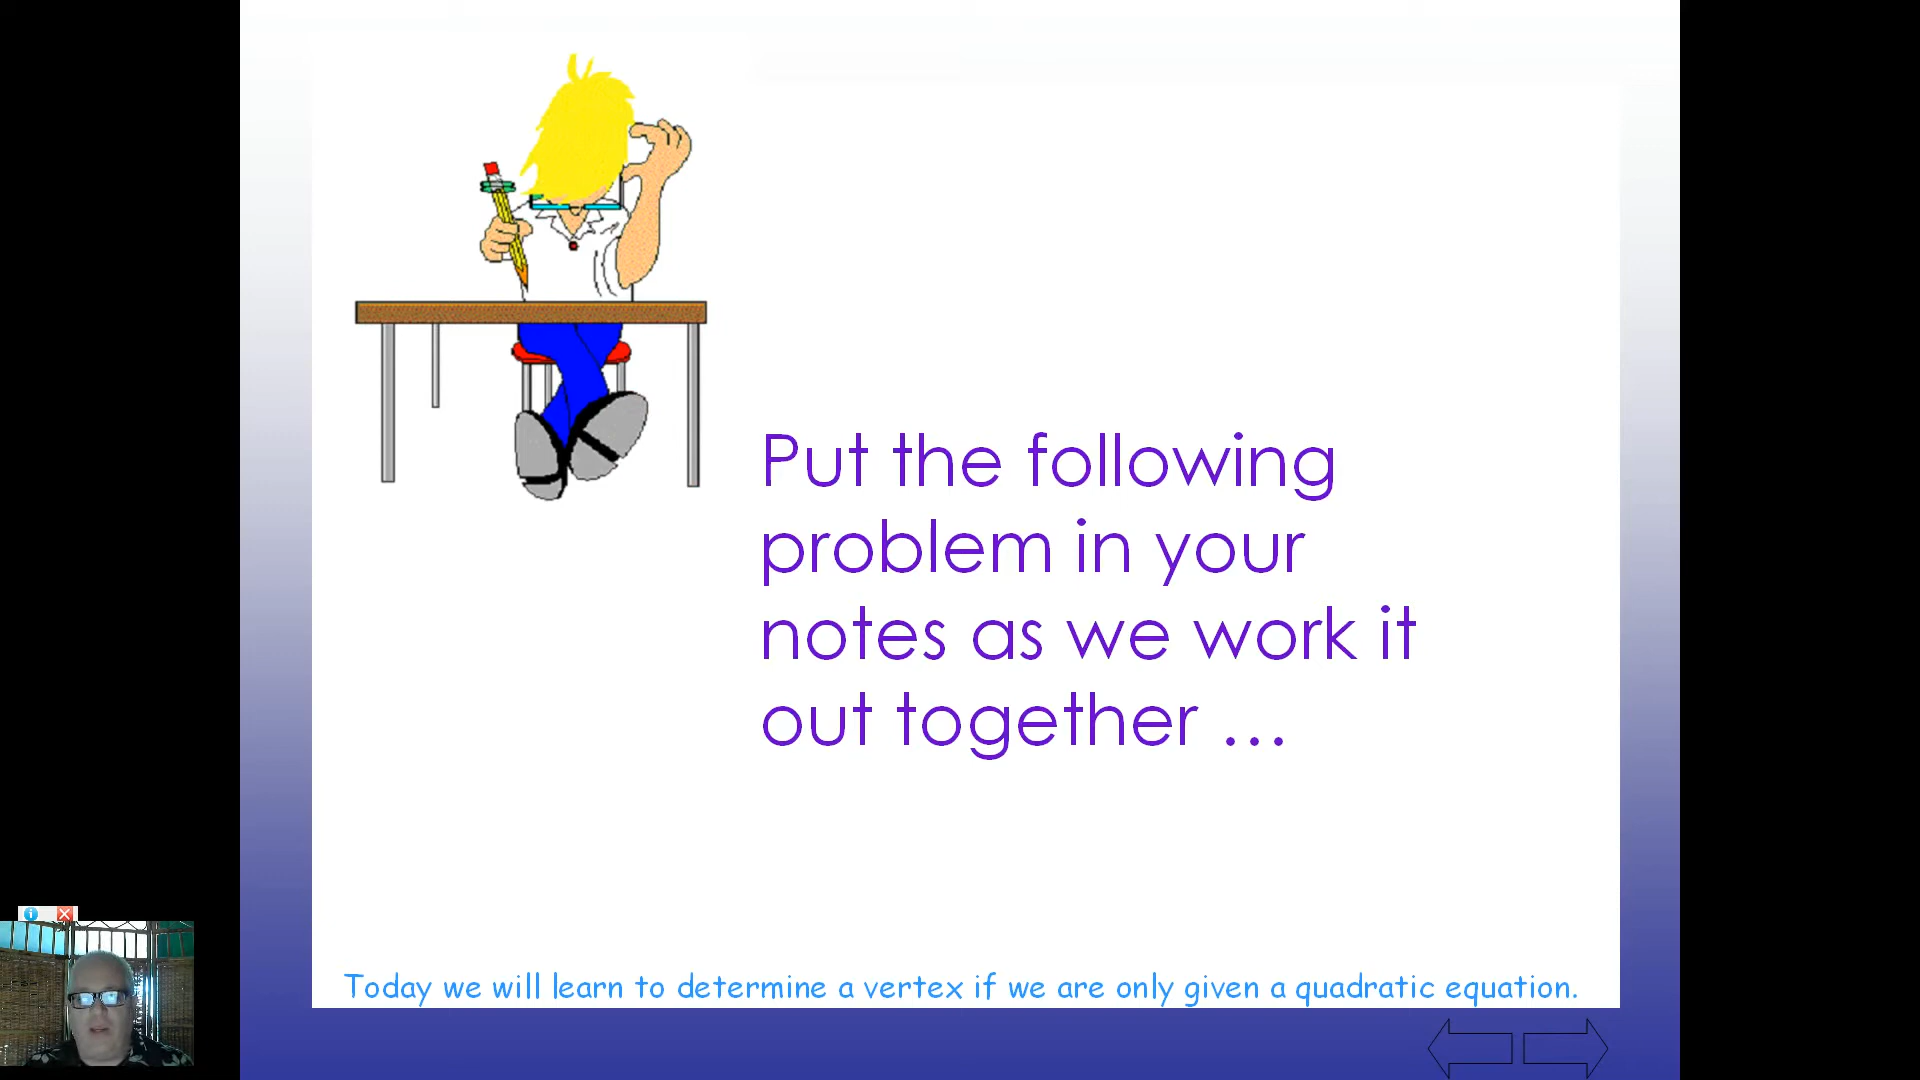 Put the following
problem in your
notes as we work it
out together ...
Today we will learn to determine a vertex if we are only given a quadratic equation.